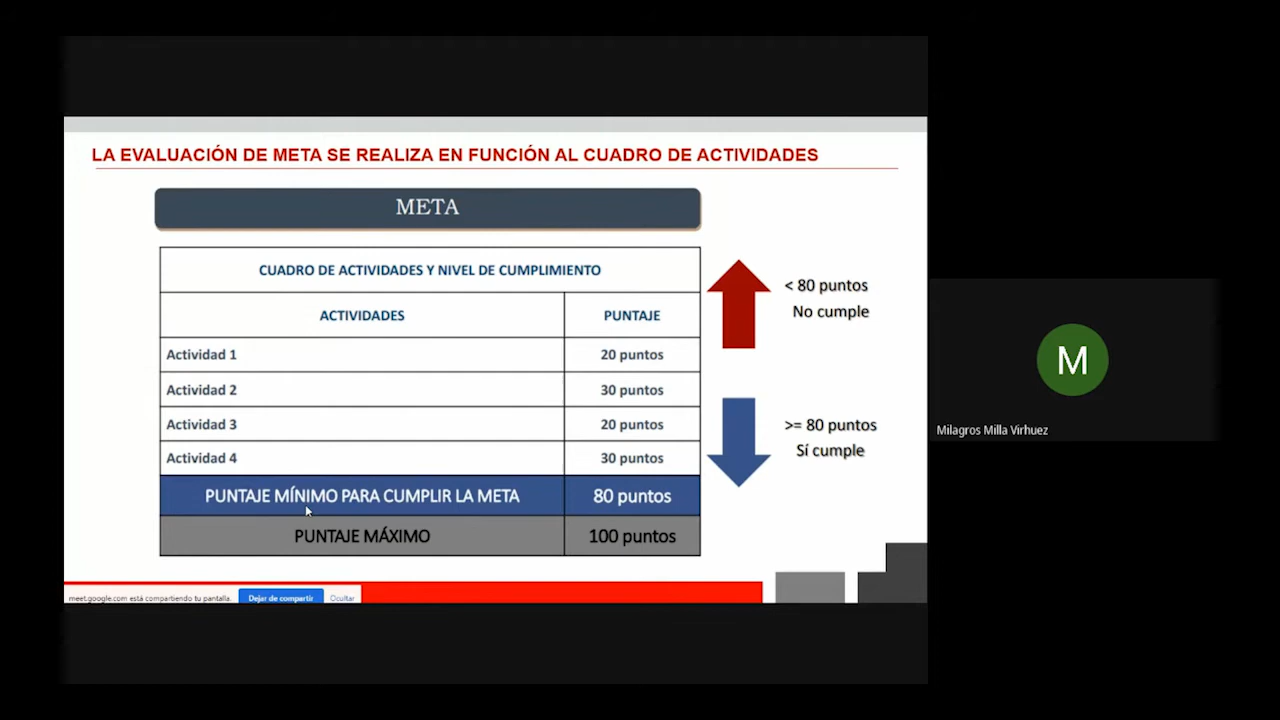 LA EVALUACIÓN DE META SE REALIZA EN FUNCIÓN AL CUADRO DE ACTIVIDADES
META
CUADRO DE ACTIVIDADES Y NIVEL DE CUMPLIMIENTO
ACTIVIDADES PUNTAJE
Actividad 1 20 puntos
Actividad 2 30 puntos
Actividad 3 20 puntos
Actividad 4 30 puntos
PUNTAJE MÍNIMO PARA CUMPLIR LA META 80 puntos
PUNTAJE MÁXIMO 100 puntos
< 80 puntos
No cumple
>= 80 puntos
Sí cumple
meet.google.com está compartiendo tu pantalla. Dejar de compartir Ocultar
M
Milagros Milla Virhuez